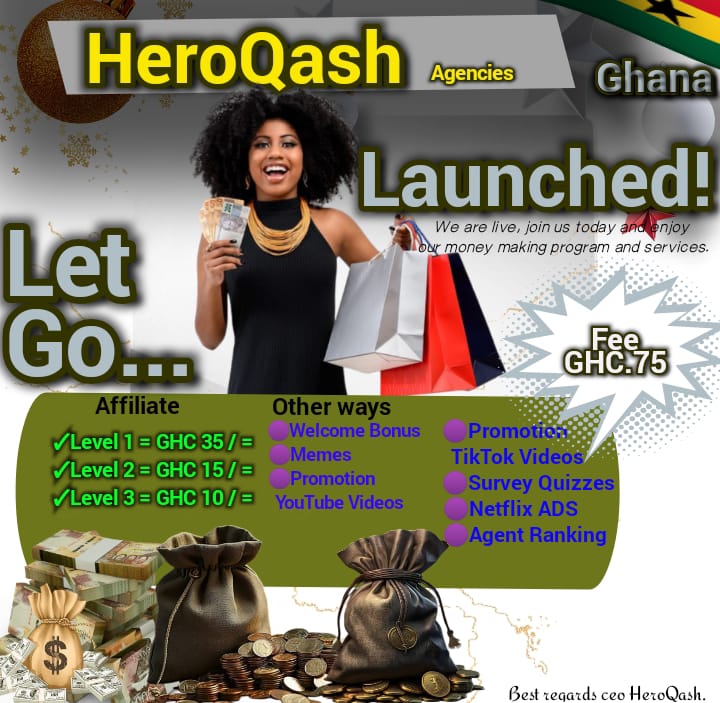 HeroQash Agencies
Ghana
Launched!
We are live, join us today and enjoy
our money making program and services.
Let
Go...
Fee
GHC.75
Affiliate
✓Level 1 = GHC 35 / =
✓Level 2 = GHC 15 / =
✓Level 3 = GHC 10 / =
Other ways
Welcome Bonus
Memes
Promotion
YouTube Videos
Promotion
TikTok Videos
Survey Quizzes
Netflix ADS
Agent Ranking
$
Best regards ceo HeroQash.